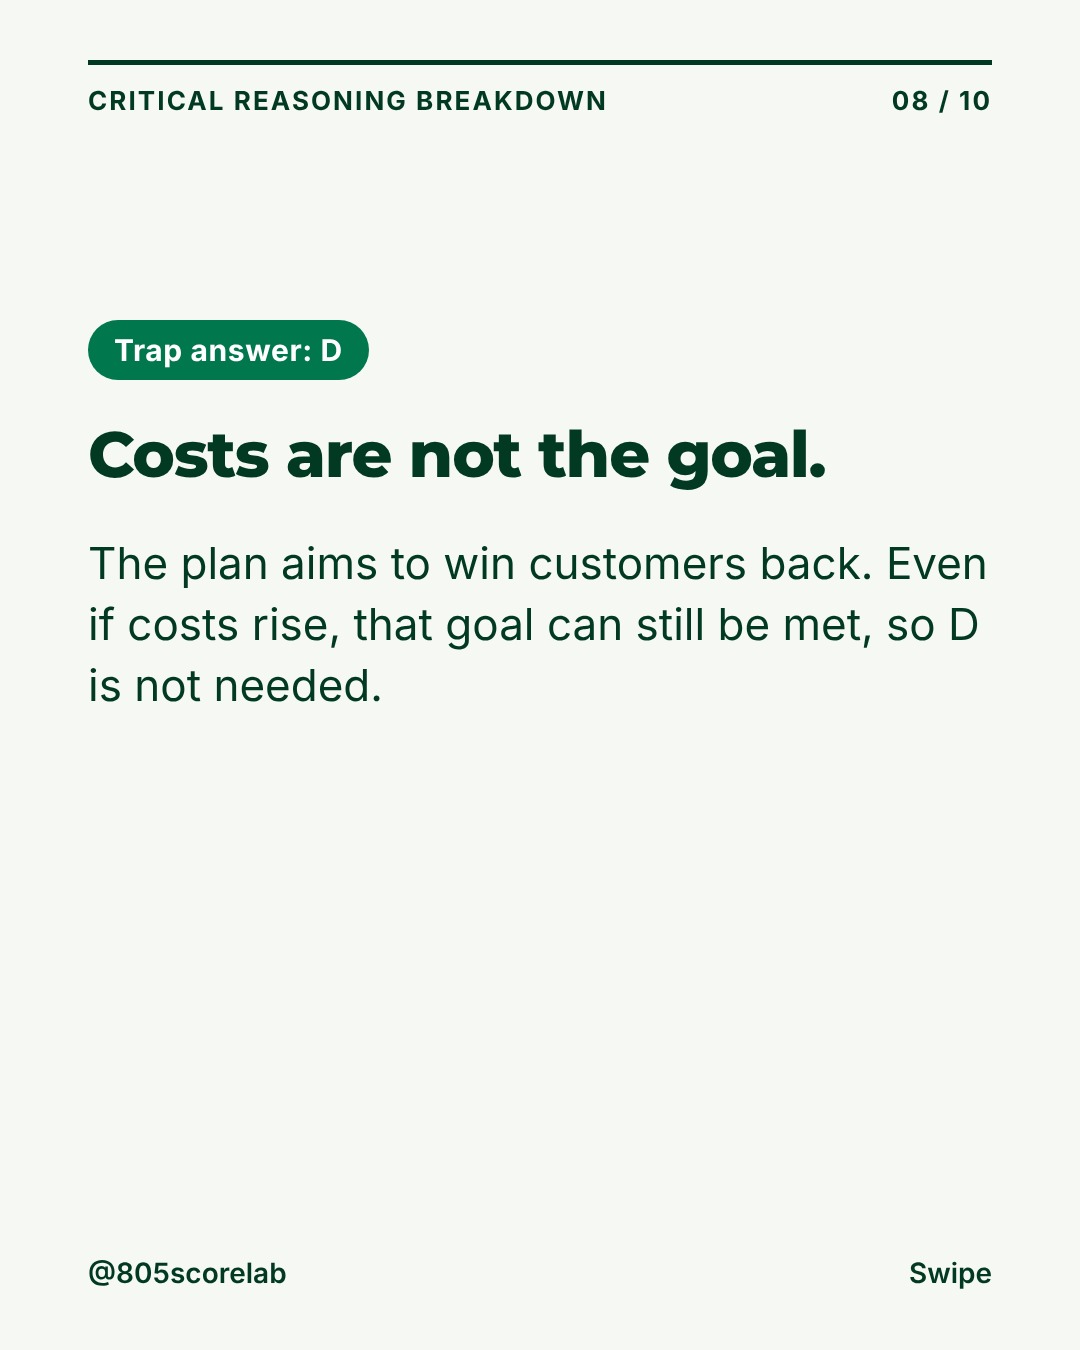 CRITICAL REASONING BREAKDOWN
08 / 10
Trap answer: D
Costs are not the goal.
The plan aims to win customers back. Even
if costs rise, that goal can still be met, so D
is not needed.
@805scorelab
Swipe